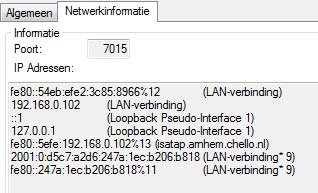 Algemeen Netwerkinformatie
Informatie
Poort: 7015
IP Adressen:
fe80::54eb:efe2:3c85:8966%12 (LAN-verbinding)
192.168.0.102 (LAN-verbinding)
::1 (Loopback Pseudo-Interface 1)
127.0.0.1 (Loopback Pseudo-Interface 1)
fe80::5efe:192.168.0.102%13 (isatap.arnhem.chello.nl)
2001:0:d5c7:a2d6:247a:1ec:b206:b818 (LAN-verbinding* 9)
fe80::247a:1ec:b206:b818%11 (LAN-verbinding* 9)